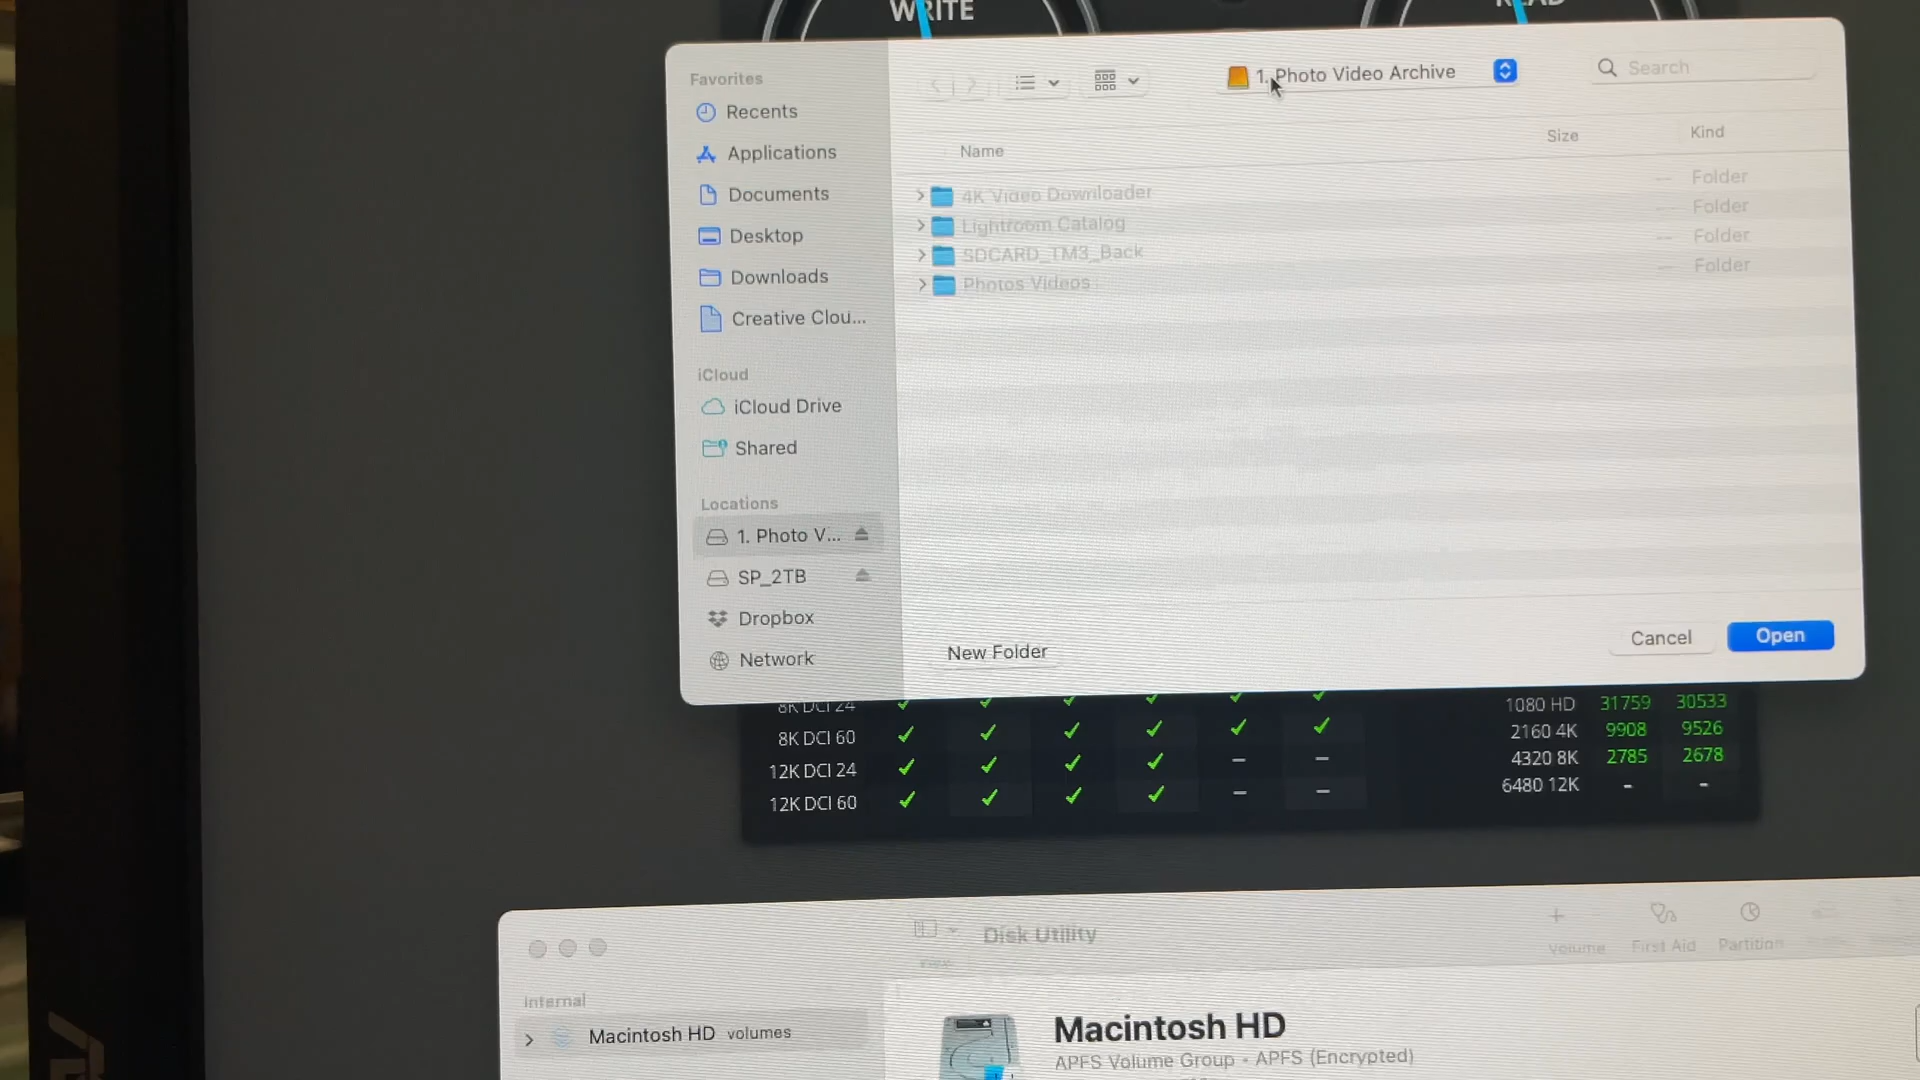 WRITE
READ
Favorites
Recents
Applications
Documents
Desktop
Downloads
Creative Clou...
iCloud
iCloud Drive
Shared
Locations
1. Photo V...
SP_2TB
Dropbox
Network
1. Photo Video Archive
Search
Name
Size
Kind
4K Video Downloader
-- Folder
Lightroom Catalog
-- Folder
SDCARD_TM3_Back
-- Folder
Photos Videos
-- Folder
New Folder
Cancel
Open
8K DCI 24
8K DCI 60
12K DCI 24
12K DCI 60
1080 HD 31759 30533
2160 4K 9908 9526
4320 8K 2785 2678
6480 12K - -
Disk Utility
Volume
First Aid
Partition
Internal
Macintosh HD volumes
Macintosh HD
APFS Volume Group • APFS (Encrypted)